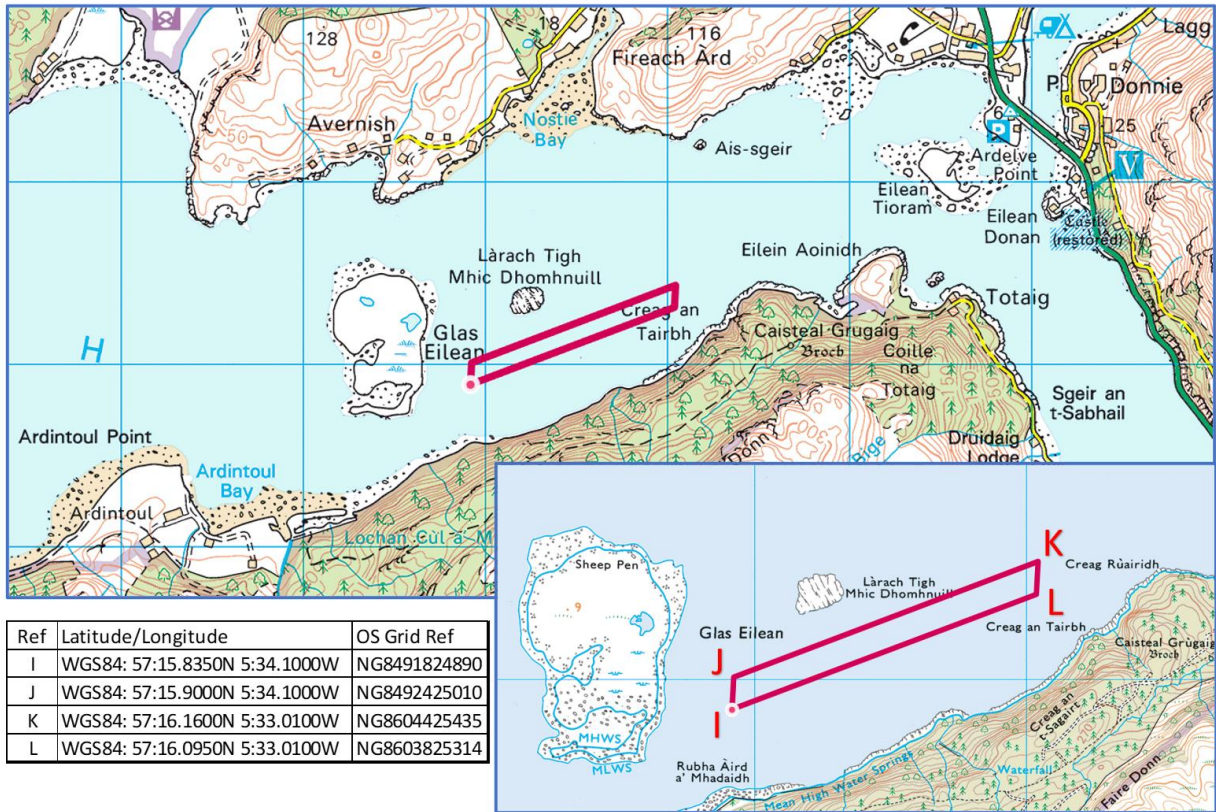 128
18
116
Fireach Àrd
Lagg
Donnie
50
Avernish
Nostie
Bay
Ais-sgeir
6
P
25
Ardelve
Point
V
Eilean
Tioram
Eilean
Donan
Castle
(restored)
Làrach Tigh
Mhic Dhomhnuill
Eilein Aoinidh
Totaig
Creag an
Tairbh
Caisteal Grugaig
Broch
Coille
na
Totaig
Glas
Eilean
H
Sgeir an
t-Sabhail
Druidaig
Lodge
Ardintoul Point
Ardintoul
Bay
Ardintoul
Lochan Cùl a' M
Donn
Bige
Sheep Pen
9
Làrach Tigh
Mhic Dhomhnuill
K
Creag Rùairidh
L
Glas Eilean
Creag an Tairbh
Caisteal Grùgaig
Broch
J
I
Creag an
t-Sagairt
MHWS
MLWS
Rubha Àird
a' Mhadaidh
Mean High Water Springs
Waterfall
Faire Donn
Ref Latitude/Longitude OS Grid Ref
I WGS84: 57:15.8350N 5:34.1000W NG8491824890
J WGS84: 57:15.9000N 5:34.1000W NG8492425010
K WGS84: 57:16.1600N 5:33.0100W NG8604425435
L WGS84: 57:16.0950N 5:33.0100W NG8603825314